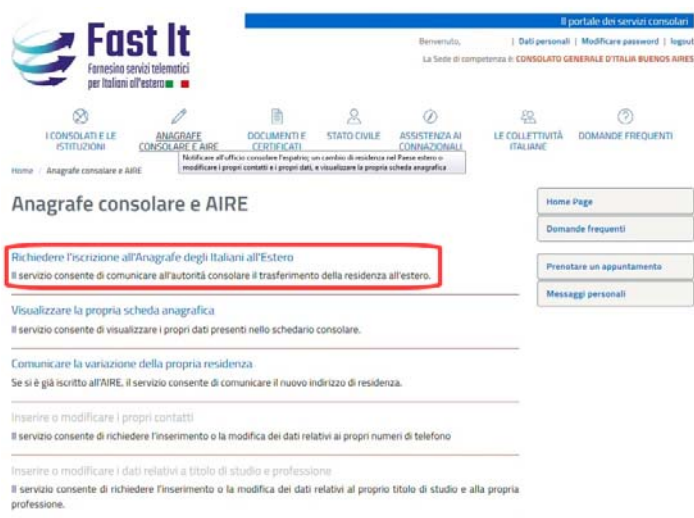 Il portale dei servizi consolari
Fast It
Farnesina servizi telematici
per italiani all'estero
Benvenuto, | Dati personali | Modificare password | logout
La Sede di competenza è: CONSOLATO GENERALE D'ITALIA BUENOS AIRES
I CONSOLATI E LE ISTITUZIONI
ANAGRAFE CONSOLARE E AIRE
DOCUMENTI E CERTIFICATI
STATO CIVILE
ASSISTENZA AI CONNAZIONALI
LE COLLETTIVITÀ ITALIANE
DOMANDE FREQUENTI
Notificare all'ufficio consolare l'espatrio; un cambio di residenza nel Paese estero o
modificare i propri contatti e i propri dati, e visualizzare la propria scheda anagrafica
Home / Anagrafe consolare e AIRE
Anagrafe consolare e AIRE
Richiedere l'iscrizione all'Anagrafe degli Italiani all'Estero
Il servizio consente di comunicare all'autorità consolare il trasferimento della residenza all'estero.
Visualizzare la propria scheda anagrafica
Il servizio consente di visualizzare i propri dati presenti nello schedario consolare.
Comunicare la variazione della propria residenza
Se si è già iscritto all'AIRE, il servizio consente di comunicare il nuovo indirizzo di residenza.
Inserire o modificare i propri contatti
Il servizio consente di richiedere l'inserimento o la modifica dei dati relativi ai propri numeri di telefono
Inserire o modificare i dati relativi a titolo di studio e professione
Il servizio consente di richiedere l'inserimento o la modifica dei dati relativi al proprio titolo di studio e alla propria
professione.
Home Page
Domande frequenti
Prenotare un appuntamento
Messaggi personali